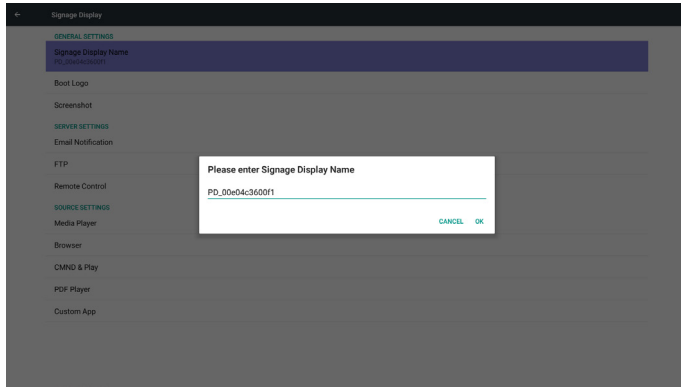 Signage Display
GENERAL SETTINGS
Signage Display Name
PD_00e04c3600f1
Boot Logo
Screenshot
SERVER SETTINGS
Email Notification
FTP
Remote Control
SOURCE SETTINGS
Media Player
Browser
CMND & Play
PDF Player
Custom App
Please enter Signage Display Name
PD_00e04c3600f1
CANCEL OK